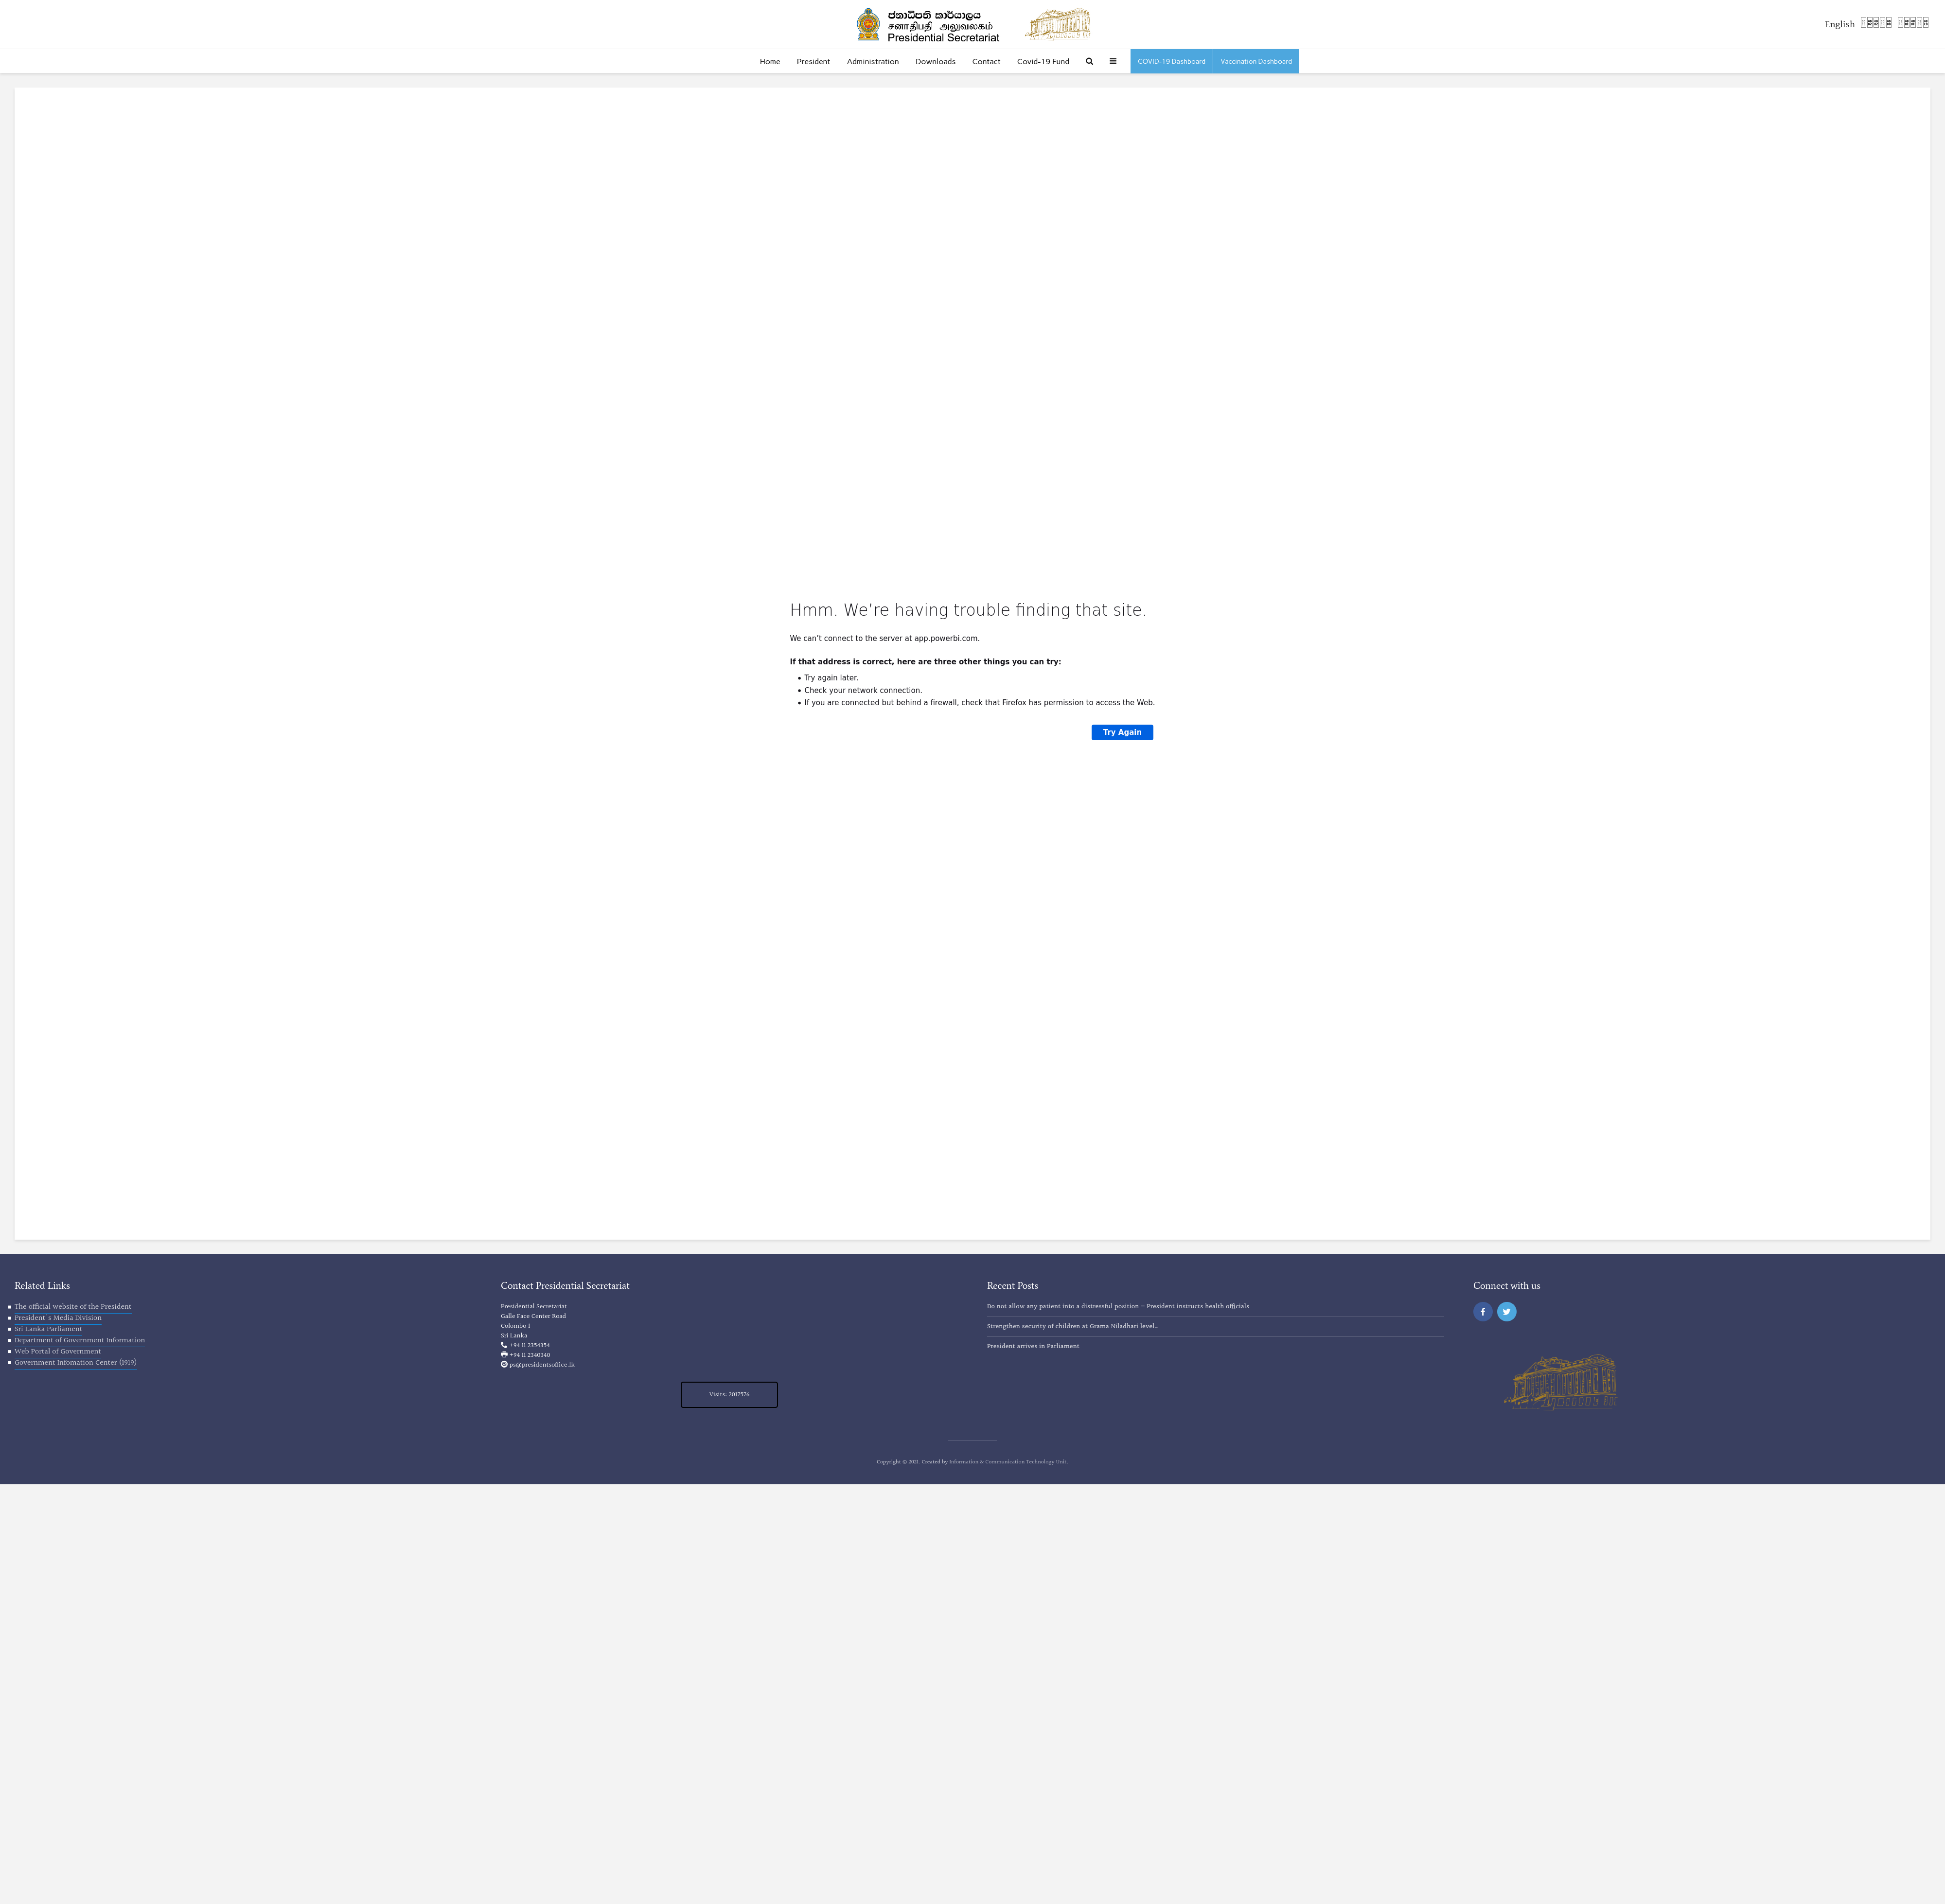 ජනාධිපති කාර්යාලය
சனாதிபதி அலுவலகம்
Presidential Secretariat
English
Home President Administration Downloads Contact Covid-19 Fund COVID-19 Dashboard Vaccination Dashboard
Hmm. We’re having trouble finding that site.
We can’t connect to the server at app.powerbi.com.
If that address is correct, here are three other things you can try:
Try again later.
Check your network connection.
If you are connected but behind a firewall, check that Firefox has permission to access the Web.
Try Again
Related Links
The official website of the President
President's Media Division
Sri Lanka Parliament
Department of Government Information
Web Portal of Government
Government Infomation Center (1919)
Contact Presidential Secretariat
Presidential Secretariat
Galle Face Center Road
Colombo 1
Sri Lanka
+94 11 2354354
+94 11 2340340
ps@presidentsoffice.lk
Visits: 2017576
Recent Posts
Do not allow any patient into a distressful position – President instructs health officials
Strengthen security of children at Grama Niladhari level…
President arrives in Parliament
Connect with us
Copyright © 2021. Created by Information & Communication Technology Unit.